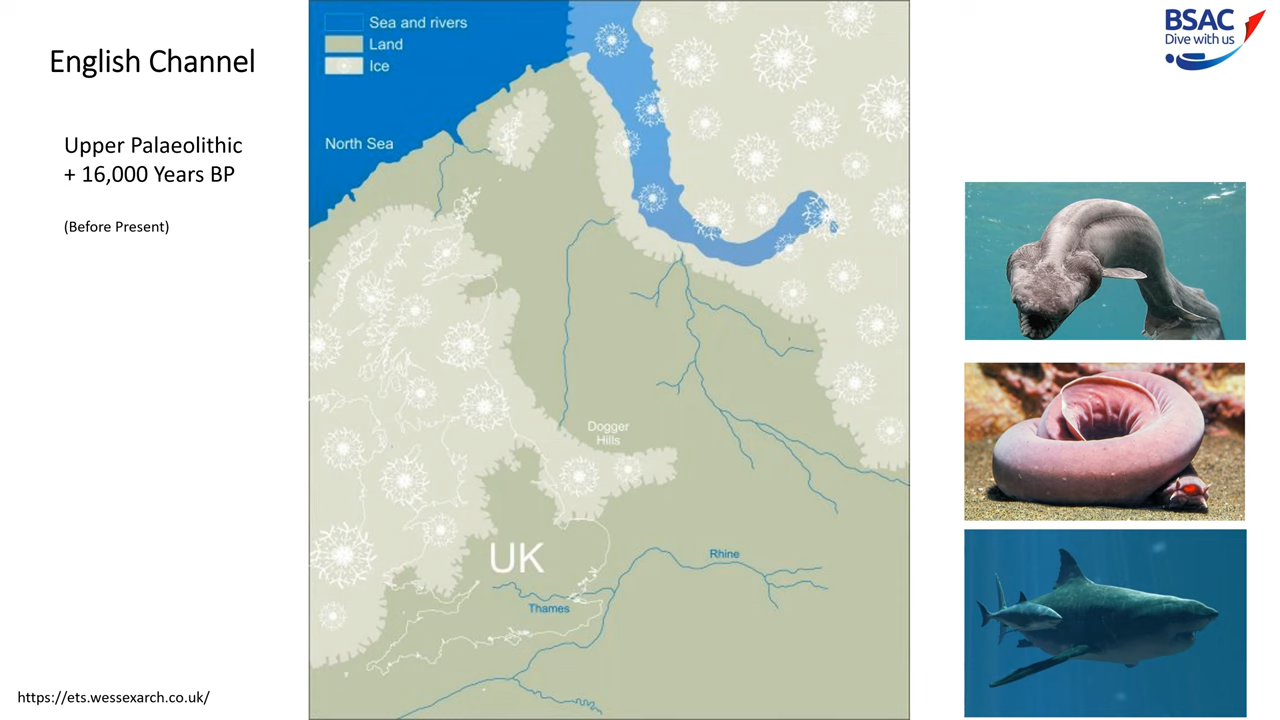 English Channel
Upper Palaeolithic
+ 16,000 Years BP
(Before Present)
Sea and rivers
Land
Ice
North Sea
Dogger
Hills
UK
Rhine
Thames
BSAC
Dive with us
https://ets.wessexarch.co.uk/